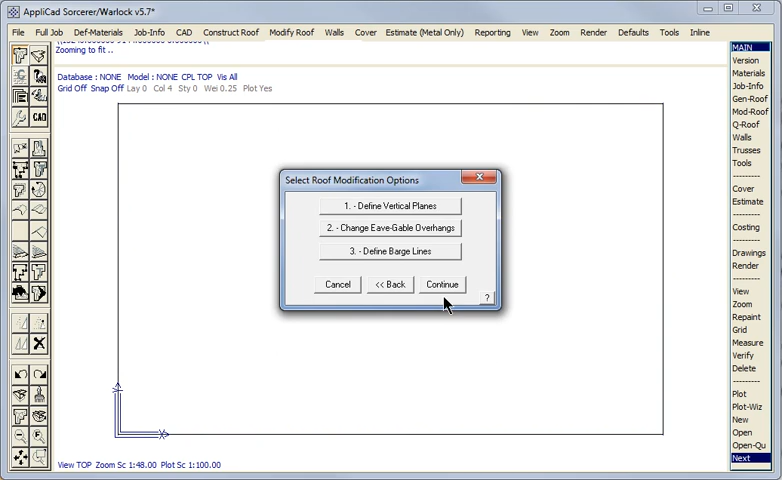 AppliCad Sorcerer/Warlock v5.7*
File Full Job Def-Materials Job-Info CAD Construct Roof Modify Roof Walls Cover Estimate (Metal Only) Reporting View Zoom Render Defaults Tools Inline
Zooming to fit ..
Database : NONE Model : NONE CPL TOP Vis All
Grid Off Snap Off Lay 0 Col 4 Sty 0 Wei 0.25 Plot Yes
CAD
Select Roof Modification Options
1. - Define Vertical Planes
2. - Change Eave-Gable Overhangs
3. - Define Barge Lines
Cancel
<< Back
Continue
?
X
View TOP Zoom Sc 1:48.00 Plot Sc 1:100.00
MAIN
Version
Materials
Job-Info
Gen-Roof
Mod-Roof
Q-Roof
Walls
Trusses
Tools
---------
Cover
Estimate
---------
Costing
---------
Drawings
Render
---------
View
Zoom
Repaint
Grid
Measure
Verify
Delete
---------
Plot
Plot-Wiz
New
Open
Open-Qu
Next